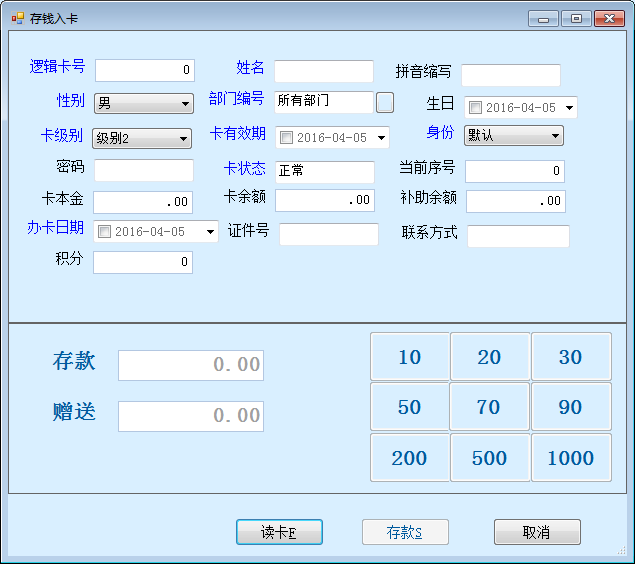 存钱入卡
逻辑卡号 0 姓名 拼音缩写
性别 男 部门编号 所有部门 生日 2016-04-05
卡级别 级别2 卡有效期 2016-04-05 身份 默认
密码 卡状态 正常 当前序号 0
卡本金 .00 卡余额 .00 补助余额 .00
办卡日期 2016-04-05 证件号 联系方式
积分 0
存款 0.00
赠送 0.00
10 20 30
50 70 90
200 500 1000
读卡F 存款S 取消